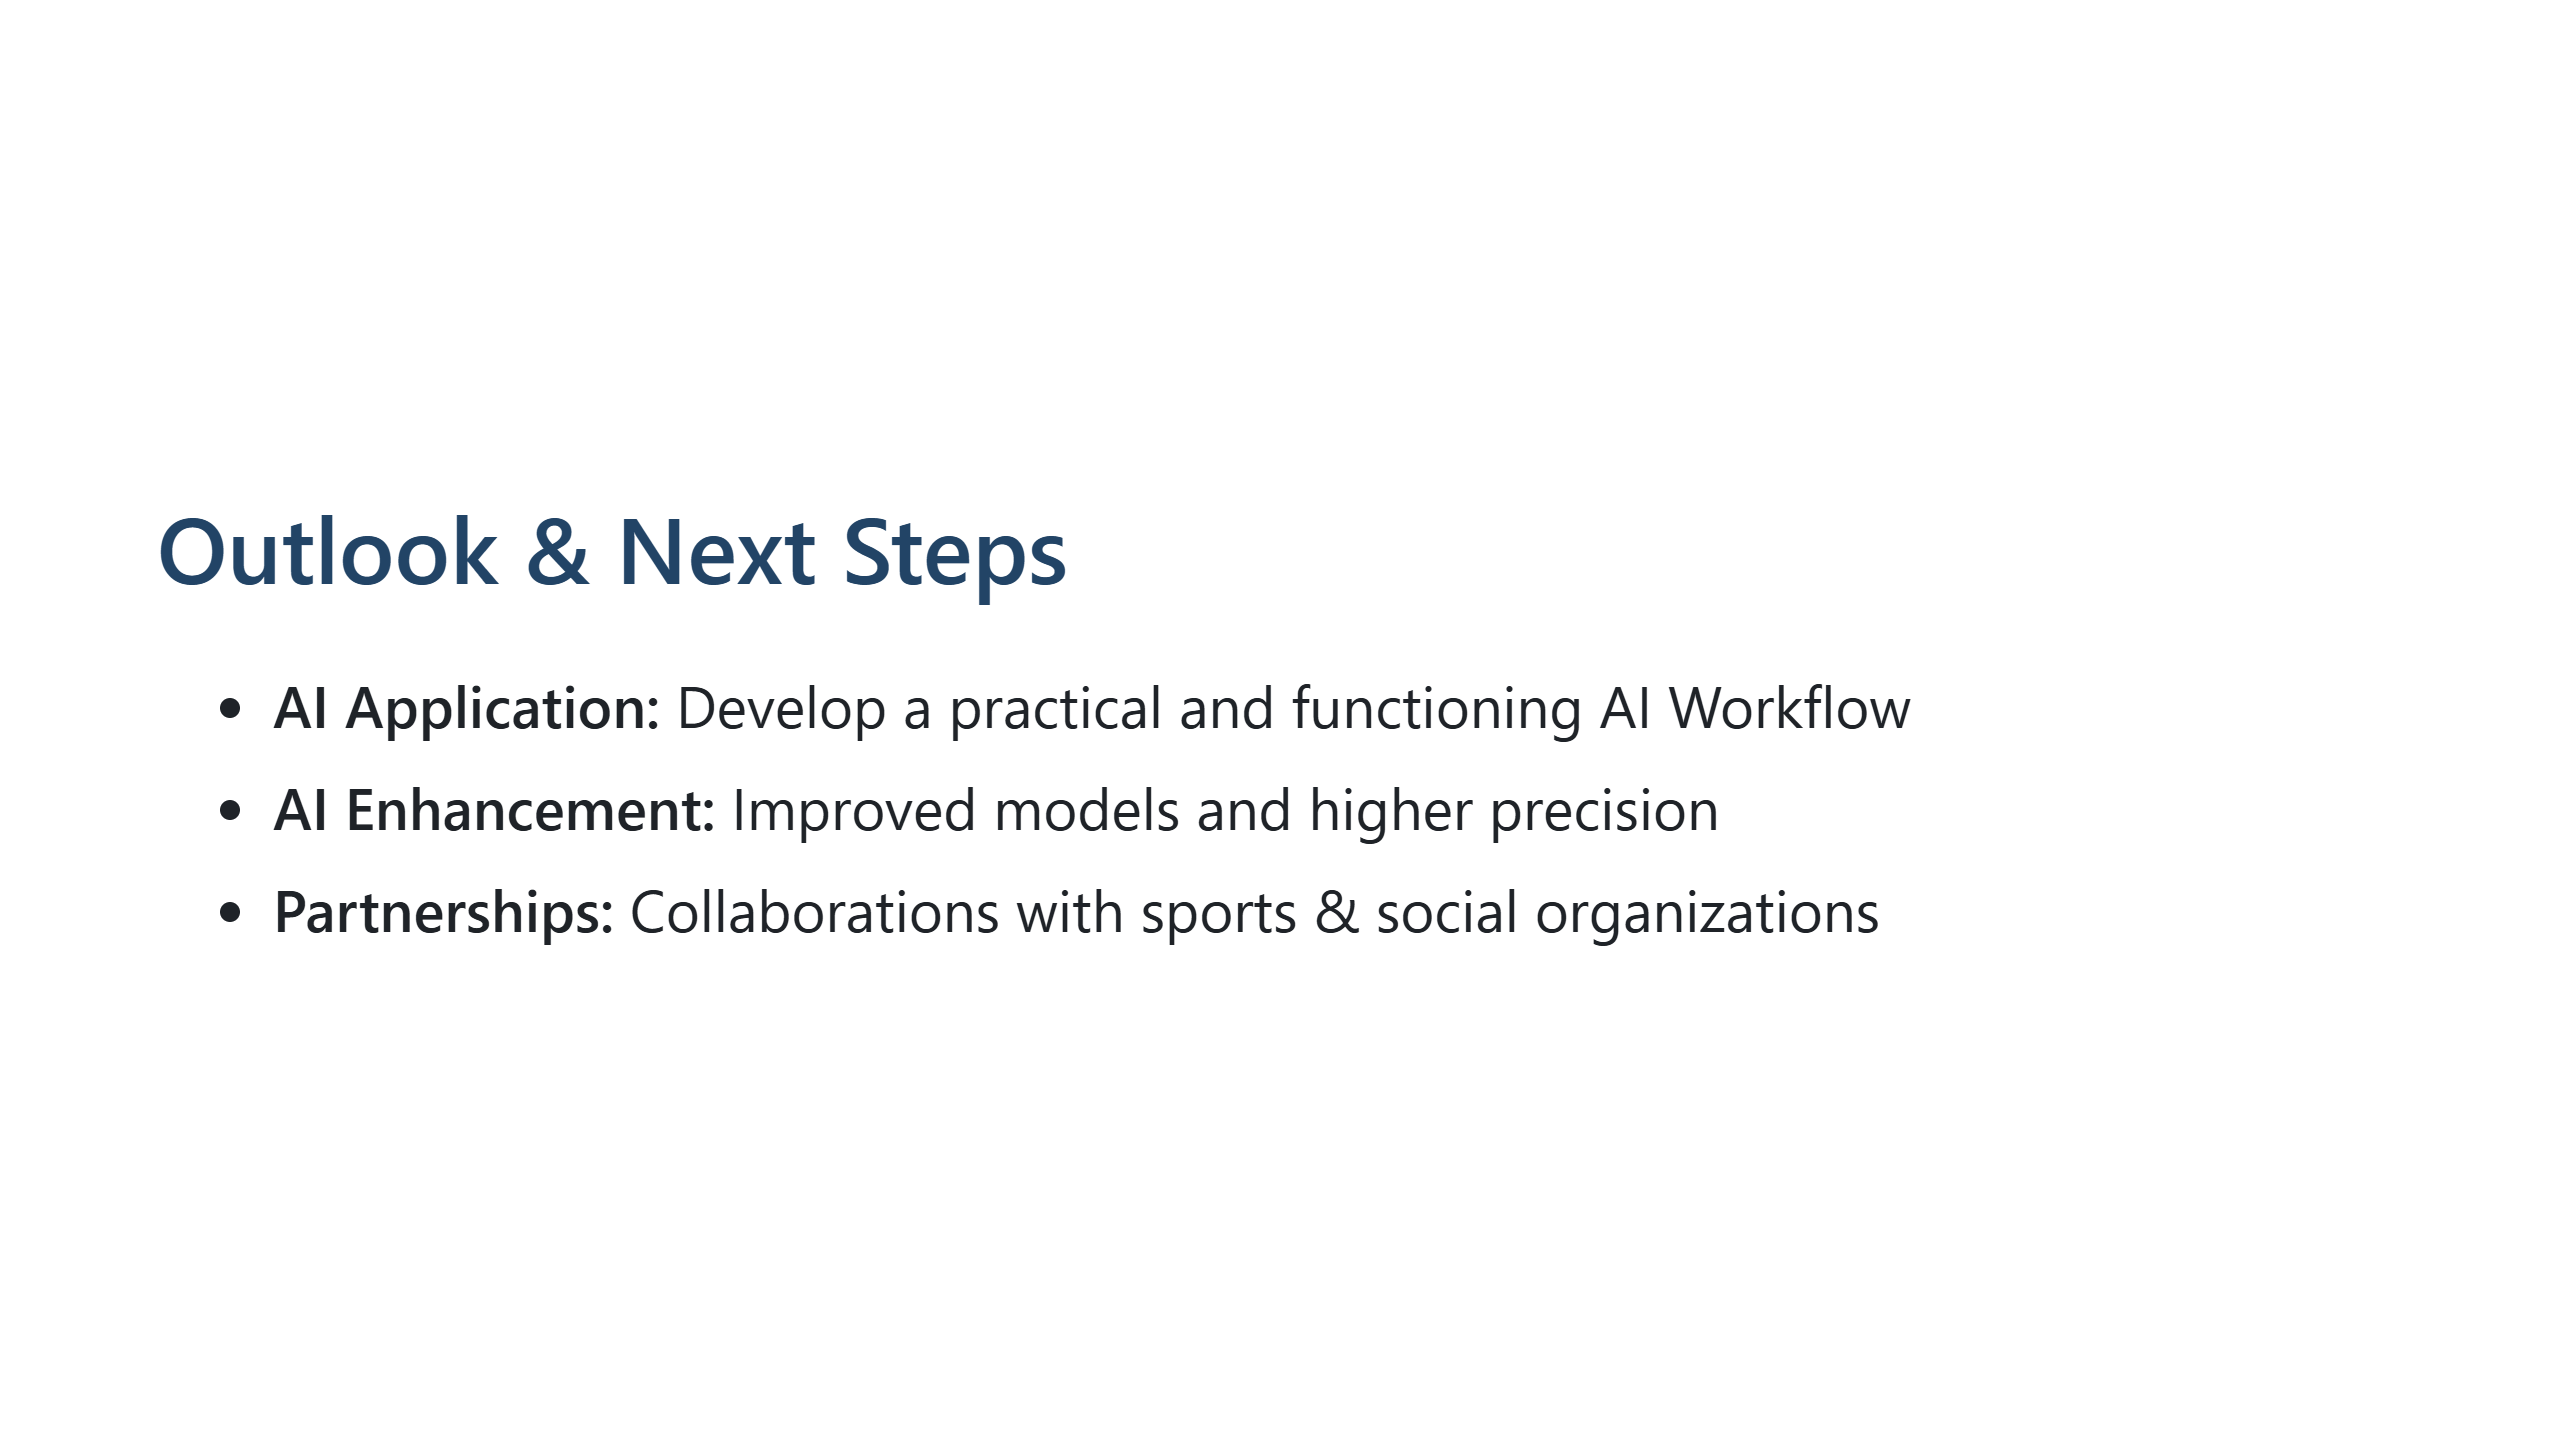 Outlook & Next Steps
• AI Application: Develop a practical and functioning AI Workflow
• AI Enhancement: Improved models and higher precision
• Partnerships: Collaborations with sports & social organizations